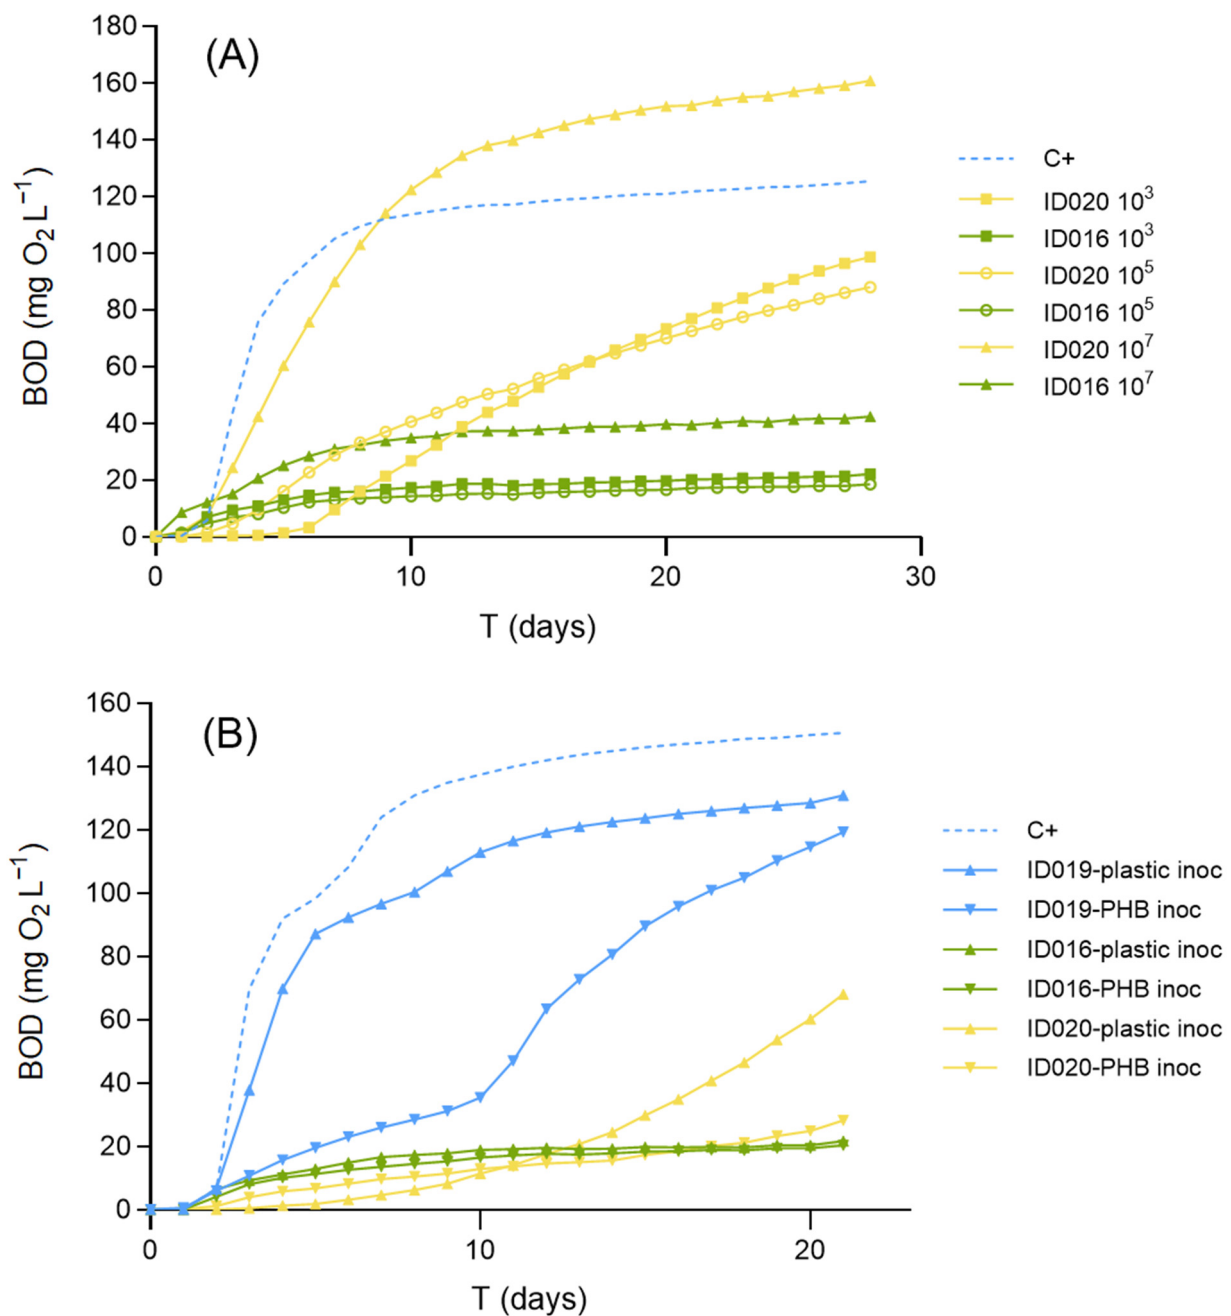 (A)
BOD (mg O₂ L⁻¹)
180
160
140
120
100
80
60
40
20
0
0 10 20 30
T (days)
C+
ID020 10³
ID016 10³
ID020 10⁵
ID016 10⁵
ID020 10⁷
ID016 10⁷
(B)
BOD (mg O₂ L⁻¹)
160
140
120
100
80
60
40
20
0
0 10 20
T (days)
C+
ID019-plastic inoc
ID019-PHB inoc
ID016-plastic inoc
ID016-PHB inoc
ID020-plastic inoc
ID020-PHB inoc